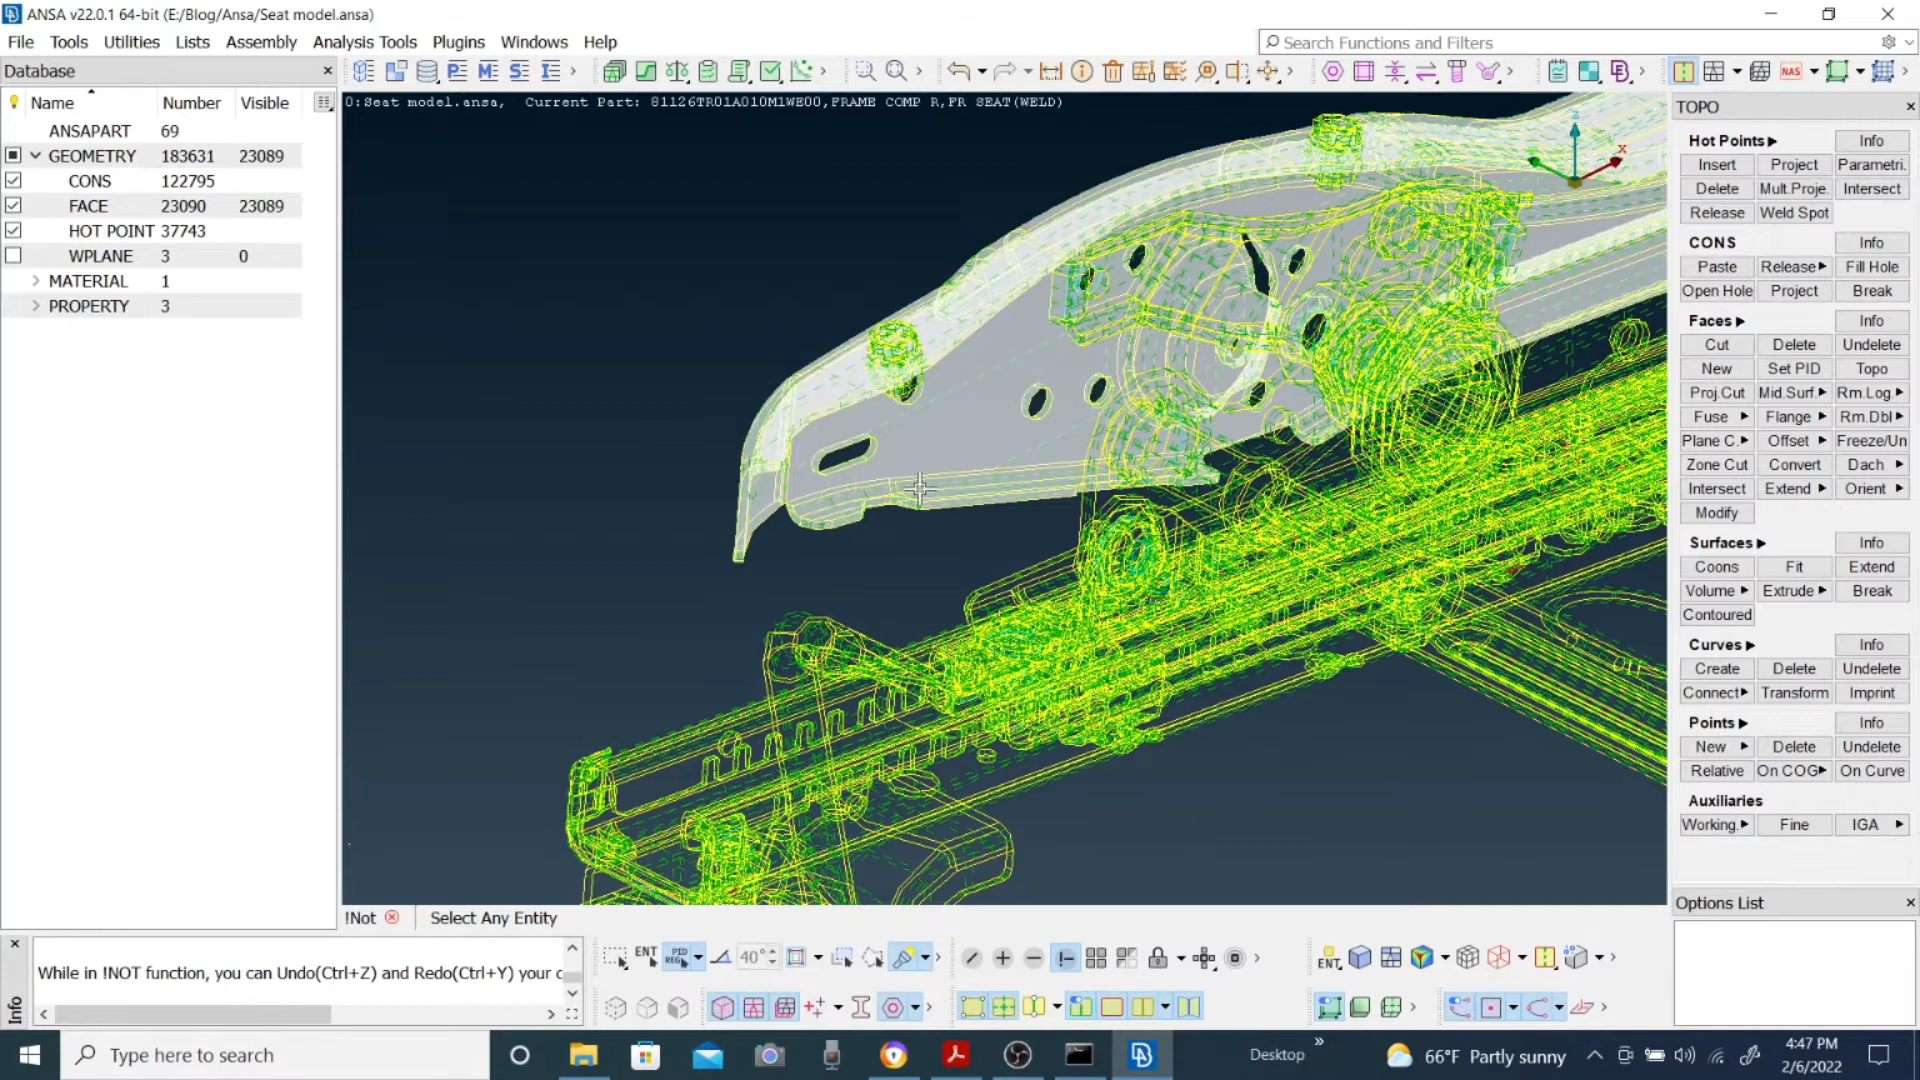 ANSA v22.0.1 64-bit (E:/Blog/Ansa/Seat model.ansa)
File Tools Utilities Lists Assembly Analysis Tools Plugins Windows Help
Search Functions and Filters
Database
Name Number Visible
ANSAPART 69
GEOMETRY 183631 23089
CONS 122795
FACE 23090 23089
HOT POINT 37743
WPLANE 3 0
MATERIAL 1
PROPERTY 3
0:Seat model.ansa, Current Part: 81126TR01A010M1WE00,FRAME COMP R,FR SEAT(WELD)
NAS
Z
X
TOPO
Hot Points Info
Insert Project Parametri.
Delete Mult.Proje. Intersect
Release Weld Spot
CONS Info
Paste Release Fill Hole
Open Hole Project Break
Faces Info
Cut Delete Undelete
New Set PID Topo
Proj.Cut Mid.Surf. Rm.Log.
Fuse Flange Rm.Dbl
Plane C. Offset Freeze/Un
Zone Cut Convert Dach
Intersect Extend Orient
Modify
Surfaces Info
Coons Fit Extend
Volume Extrude Break
Contoured
Curves Info
Create Delete Undelete
Connect Transform Imprint
Points Info
New Delete Undelete
Relative On COG On Curve
Auxiliaries
Working. Fine IGA
Options List
!Not Select Any Entity
While in !NOT function, you can Undo(Ctrl+Z) and Redo(Ctrl+Y) your c
Info
ENT PID REG 40° ENT
Type here to search
Desktop
66°F Partly sunny
4:47 PM
2/6/2022